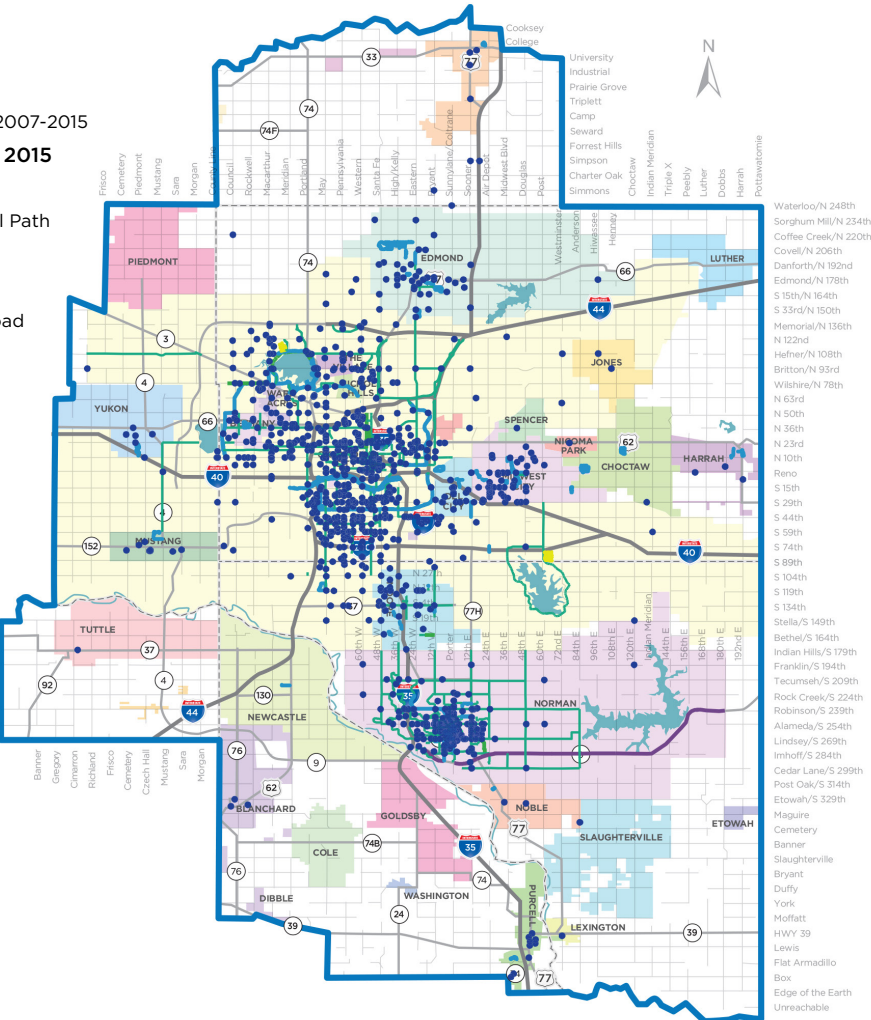 2007-2015
2015
l Path
oad
N
Cooksey
College
University
Industrial
Prairie Grove
Triplett
Camp
Seward
Forrest Hills
Simpson
Charter Oak
Simmons
33
77
74
74F
Frisco
Cemetery
Piedmont
Mustang
Sara
Morgan
County Line
Council
Rockwell
Macarthur
Meridian
Portland
May
Pennsylvania
Western
Santa Fe
High/Kelly
Eastern
Bryant
Sunnylane/Coltrane
Sooner
Air Depot
Midwest Blvd
Douglas
Post
Westminster
Anderson
Hiwassee
Henney
Choctaw
Indian Meridian
Triple X
Peebly
Luther
Dobbs
Harrah
Pottawatomie
Waterloo/N 248th
Sorghum Mill/N 234th
Coffee Creek/N 220th
Covell/N 206th
Danforth/N 192nd
Edmond/N 178th
S 15th/N 164th
S 33rd/N 150th
Memorial/N 136th
N 122nd
Hefner/N 108th
Britton/N 93rd
Wilshire/N 78th
N 63rd
N 50th
N 36th
N 23rd
N 10th
Reno
S 15th
S 29th
S 44th
S 59th
S 74th
S 89th
S 104th
S 119th
S 134th
Stella/S 149th
Bethel/S 164th
Indian Hills/S 179th
Franklin/S 194th
Tecumseh/S 209th
Rock Creek/S 224th
Robinson/S 239th
Alameda/S 254th
Lindsey/S 269th
Imhoff/S 284th
Cedar Lane/S 299th
Post Oak/S 314th
Etowah/S 329th
Maguire
Cemetery
Banner
Slaughterville
Bryant
Duffy
York
Moffatt
HWY 39
Lewis
Flat Armadillo
Box
Edge of the Earth
Unreachable
PIEDMONT
74
EDMOND
66
LUTHER
44
3
4
JONES
YUKON
66
SPENCER
NICOMA
PARK
62
CHOCTAW
HARRAH
40
4
152
MUSTANG
40
37
77H
60th W
48th W
36th W
12th W
Porter
12th E
24th E
36th E
48th E
60th E
72nd E
84th E
96th E
108th E
120th E
Indian Meridian
144th E
156th E
168th E
180th E
192nd E
TUTTLE
37
92
4
44
130
NEWCASTLE
35
NORMAN
9
Banner
Gregory
Cimarron
Richland
Frisco
Cemetery
Czech Hall
Mustang
Sara
Morgan
76
62
BLANCHARD
GOLDSBY
NOBLE
77
SLAUGHTERVILLE
ETOWAH
COLE
74B
35
76
74
DIBBLE
WASHINGTON
24
PURCELL
39
LEXINGTON
39
77